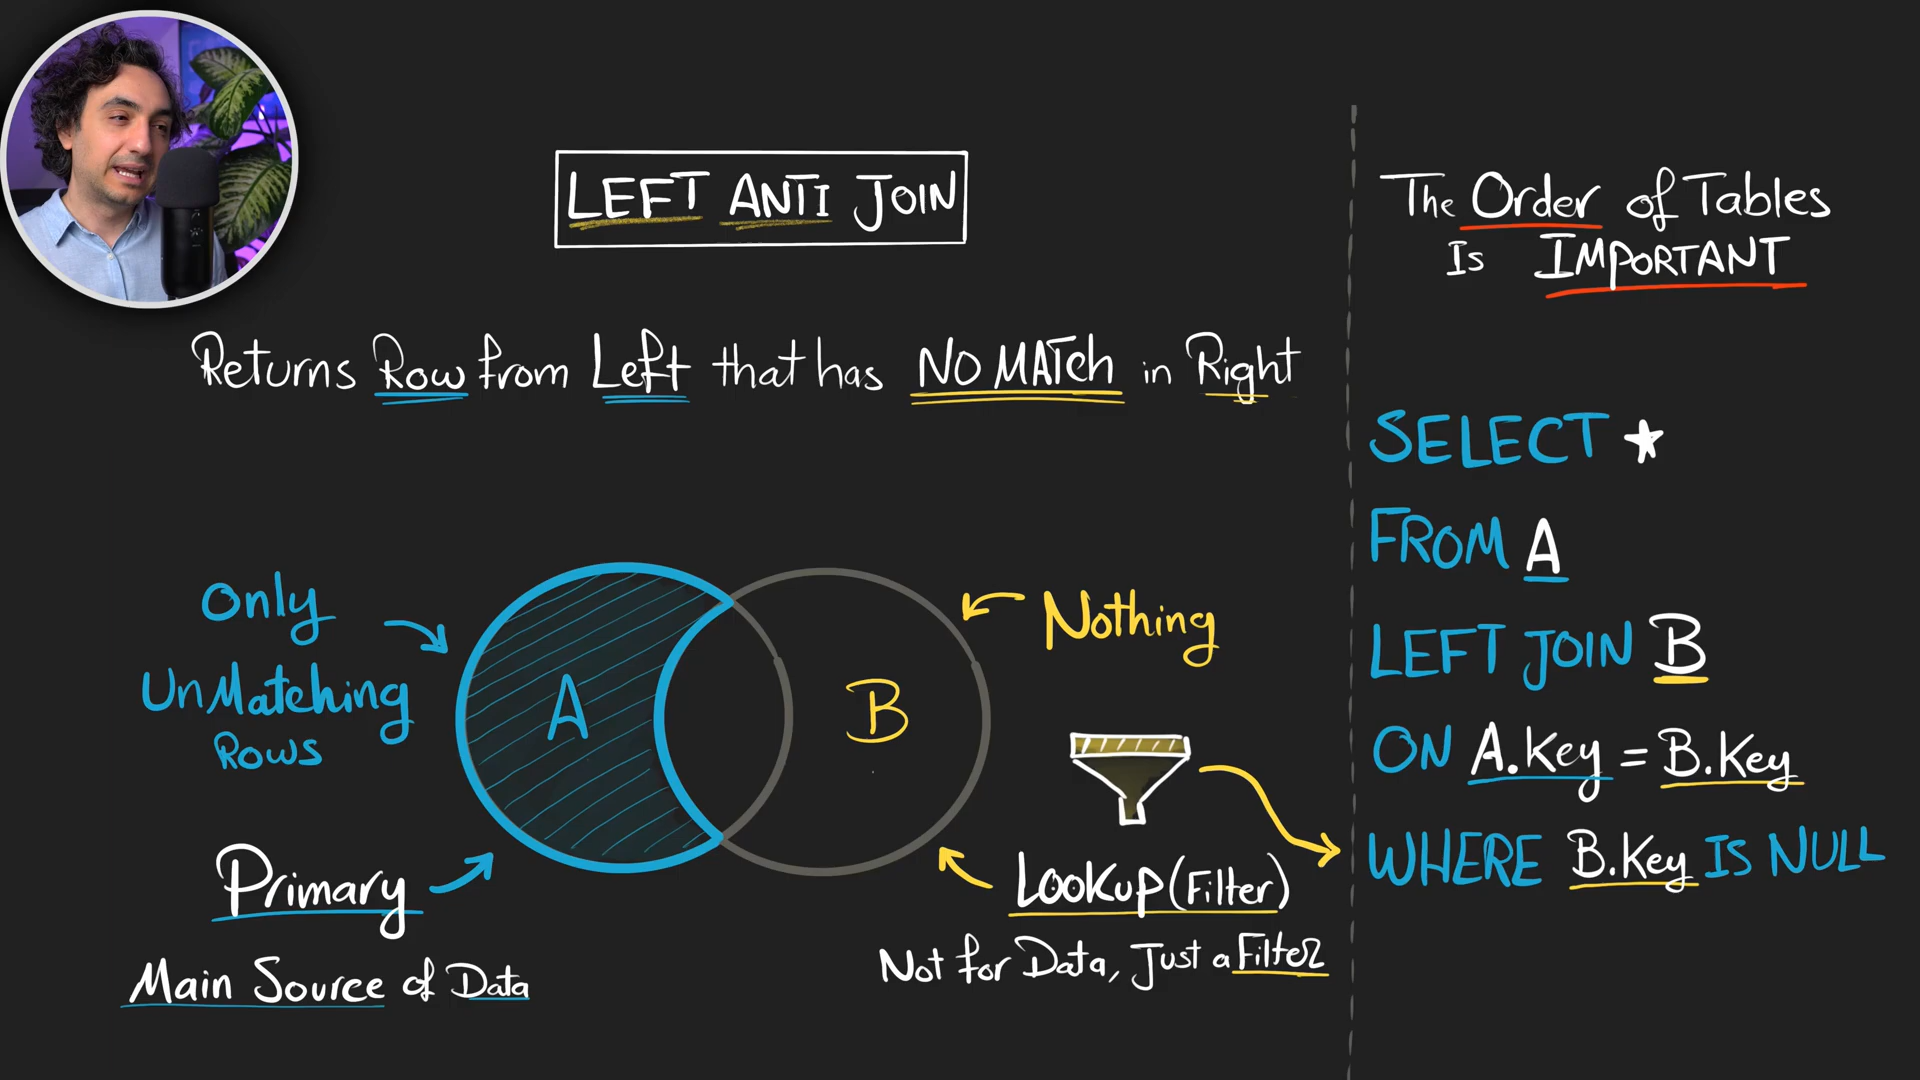 LEFT ANTI JOIN
Returns Row from Left that has NO MATCH in Right
Only
UnMatching
Rows
A
B
Nothing
Primary
Main Source of Data
Lookup (Filter)
Not for Data, Just a Filter
The Order of Tables
Is IMPORTANT
SELECT *
FROM A
LEFT JOIN B
ON A.Key = B.Key
WHERE B.Key IS NULL